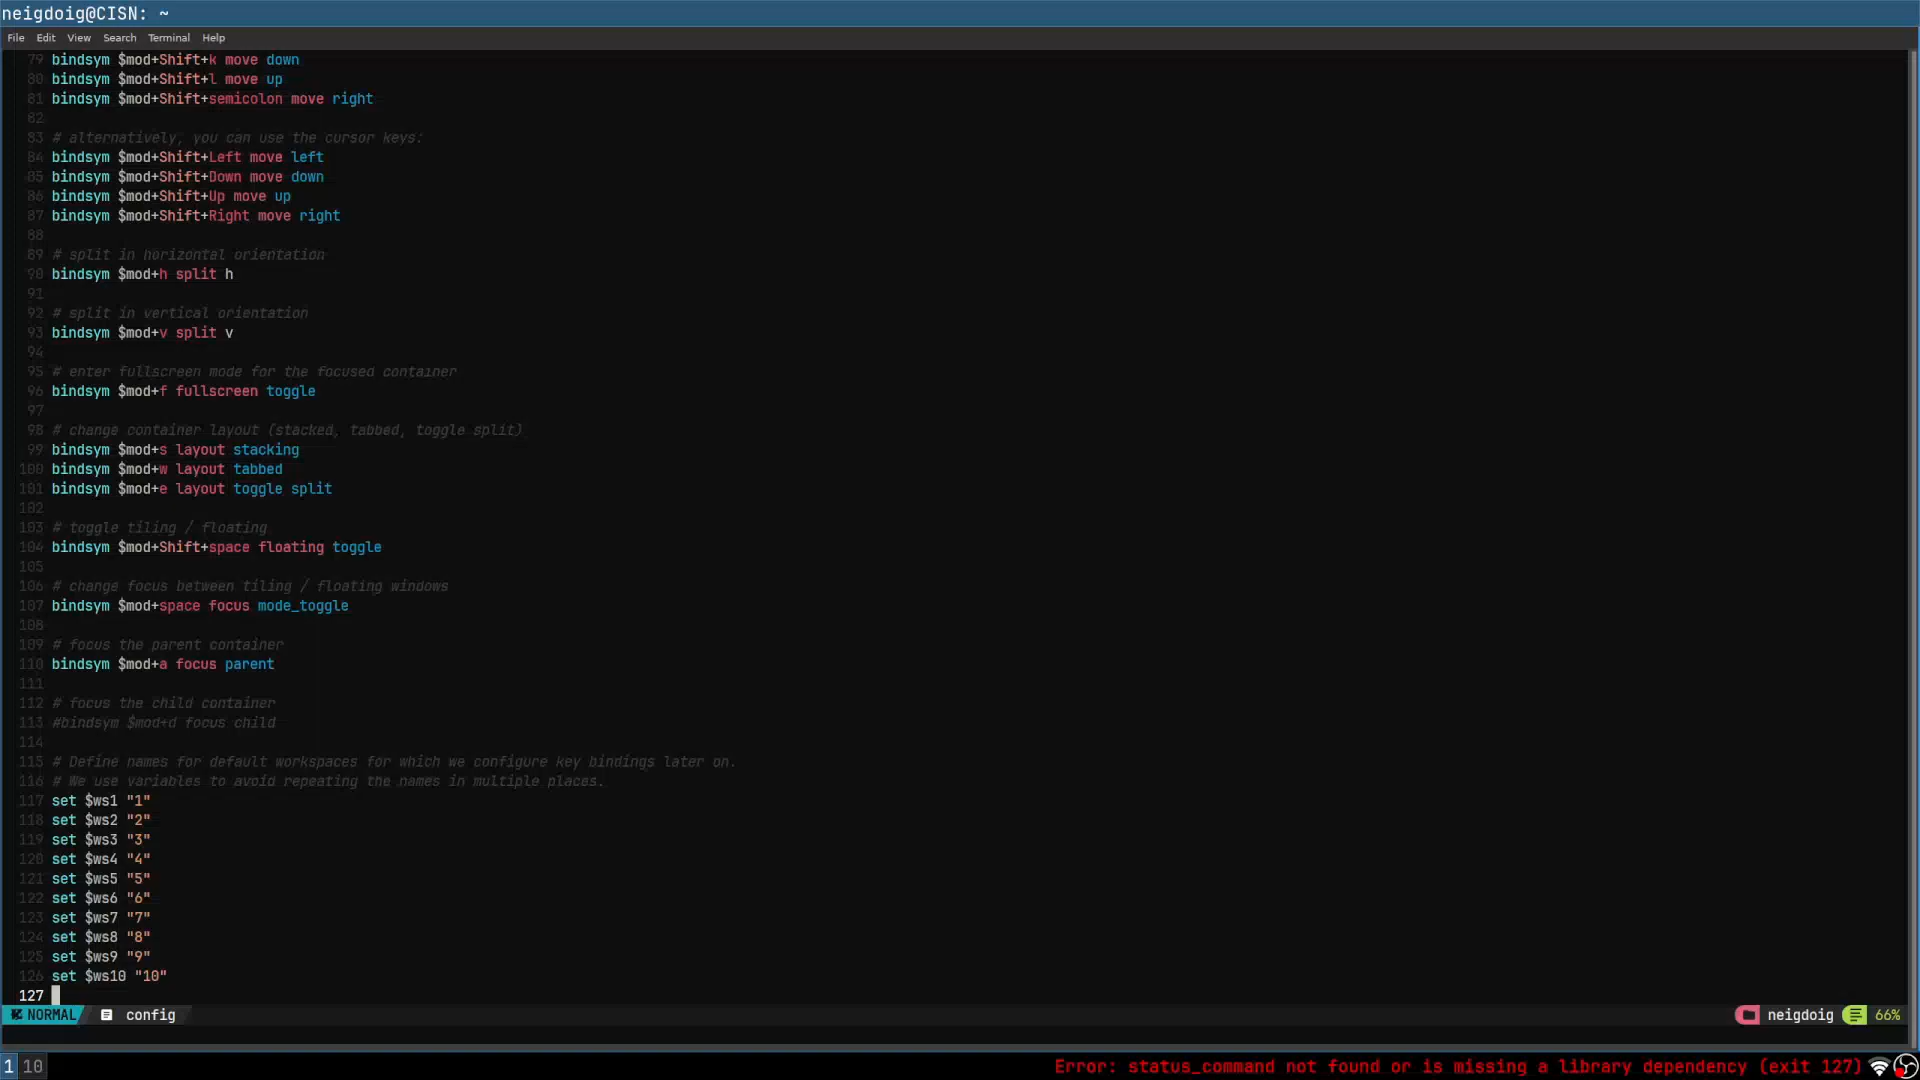 neigdoig@CISN: ~
File Edit View Search Terminal Help
79 bindsym $mod+Shift+k move down
80 bindsym $mod+Shift+l move up
81 bindsym $mod+Shift+semicolon move right
82
83 # alternatively, you can use the cursor keys:
84 bindsym $mod+Shift+Left move left
85 bindsym $mod+Shift+Down move down
86 bindsym $mod+Shift+Up move up
87 bindsym $mod+Shift+Right move right
88
89 # split in horizontal orientation
90 bindsym $mod+h split h
91
92 # split in vertical orientation
93 bindsym $mod+v split v
94
95 # enter fullscreen mode for the focused container
96 bindsym $mod+f fullscreen toggle
97
98 # change container layout (stacked, tabbed, toggle split)
99 bindsym $mod+s layout stacking
100 bindsym $mod+w layout tabbed
101 bindsym $mod+e layout toggle split
102
103 # toggle tiling / floating
104 bindsym $mod+Shift+space floating toggle
105
106 # change focus between tiling / floating windows
107 bindsym $mod+space focus mode_toggle
108
109 # focus the parent container
110 bindsym $mod+a focus parent
111
112 # focus the child container
113 #bindsym $mod+d focus child
114
115 # Define names for default workspaces for which we configure key bindings later on.
116 # We use variables to avoid repeating the names in multiple places.
117 set $ws1 "1"
118 set $ws2 "2"
119 set $ws3 "3"
120 set $ws4 "4"
121 set $ws5 "5"
122 set $ws6 "6"
123 set $ws7 "7"
124 set $ws8 "8"
125 set $ws9 "9"
126 set $ws10 "10"
127
NORMAL config neigdoig 66%
1 10 Error: status_command not found or is missing a library dependency (exit 127)